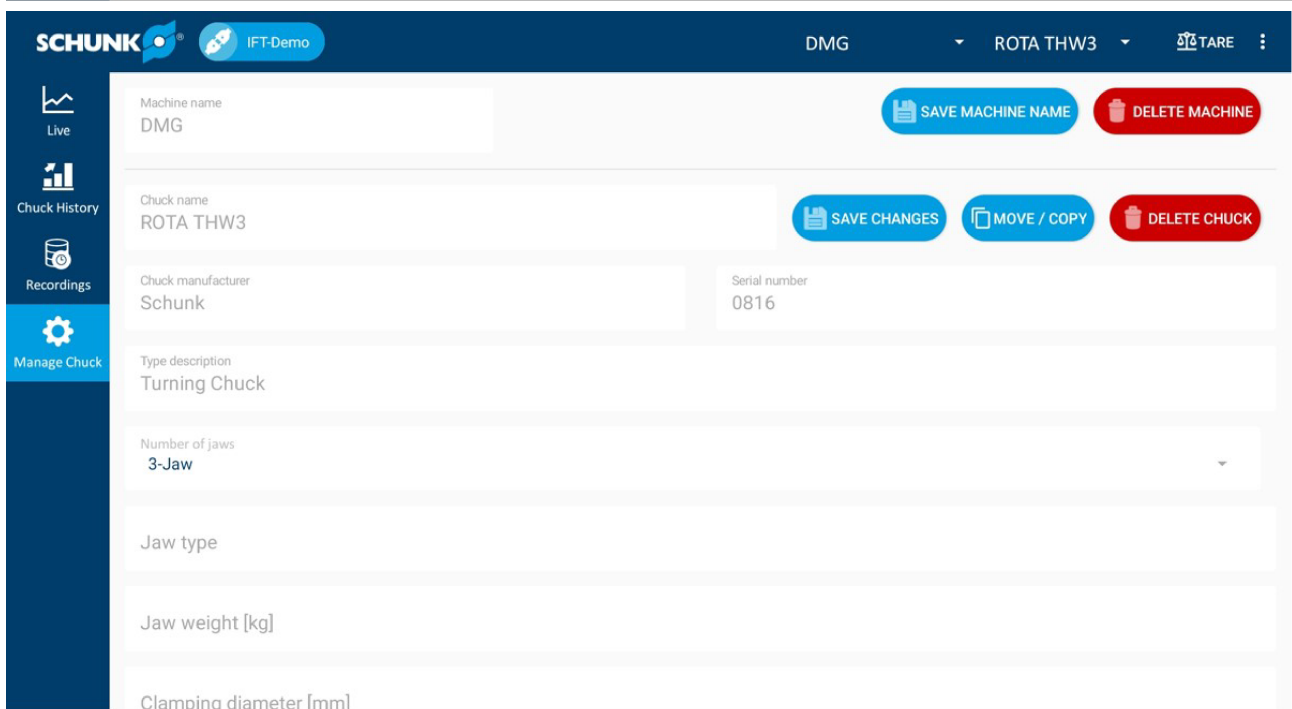 SCHUNK® IFT-Demo DMG ROTA THW3 TARE
Live
Chuck History
Recordings
Manage Chuck
Machine name
DMG
SAVE MACHINE NAME
DELETE MACHINE
Chuck name
ROTA THW3
SAVE CHANGES
MOVE / COPY
DELETE CHUCK
Chuck manufacturer
Schunk
Serial number
0816
Type description
Turning Chuck
Number of jaws
3-Jaw
Jaw type
Jaw weight [kg]
Clamping diameter [mm]